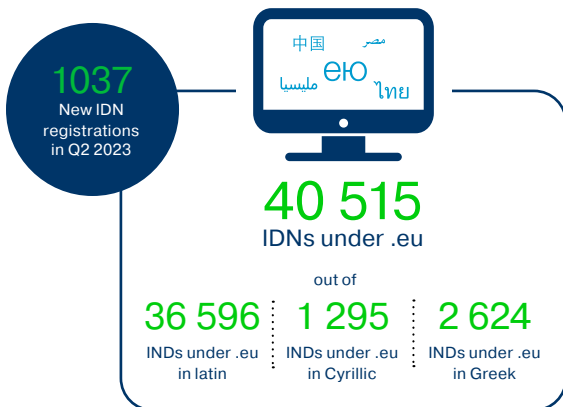 1037
New IDN
registrations
in Q2 2023
中国 مصر
ею
مليسيا ไทย
40 515
IDNs under .eu
out of
36 596
INDs under .eu
in latin
1 295
INDs under .eu
in Cyrillic
2 624
INDs under .eu
in Greek